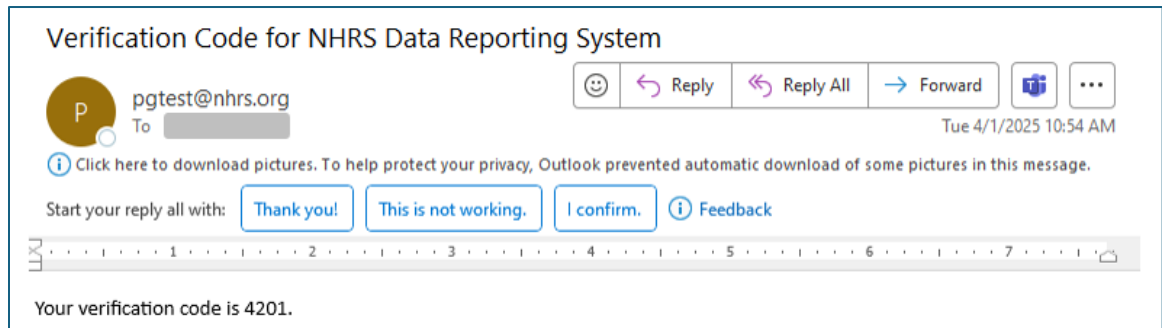 Verification Code for NHRS Data Reporting System
Reply Reply All Forward
P pgtest@nhrs.org
To
Tue 4/1/2025 10:54 AM
Click here to download pictures. To help protect your privacy, Outlook prevented automatic download of some pictures in this message.
Start your reply all with: Thank you! This is not working. I confirm. Feedback
1 2 3 4 5 6 7
Your verification code is 4201.